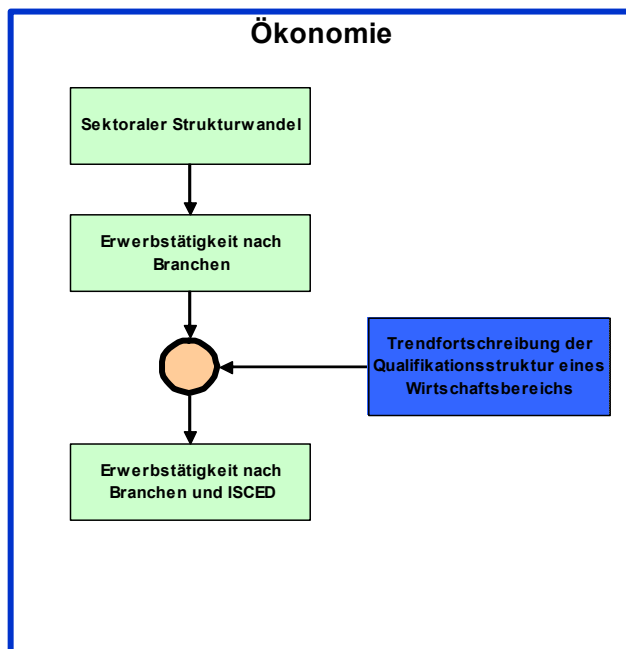 Ökonomie
Sektoraler Strukturwandel
Erwerbstätigkeit nach
Branchen
Trendfortschreibung der
Qualifikationsstruktur eines
Wirtschaftsbereichs
Erwerbstätigkeit nach
Branchen und ISCED